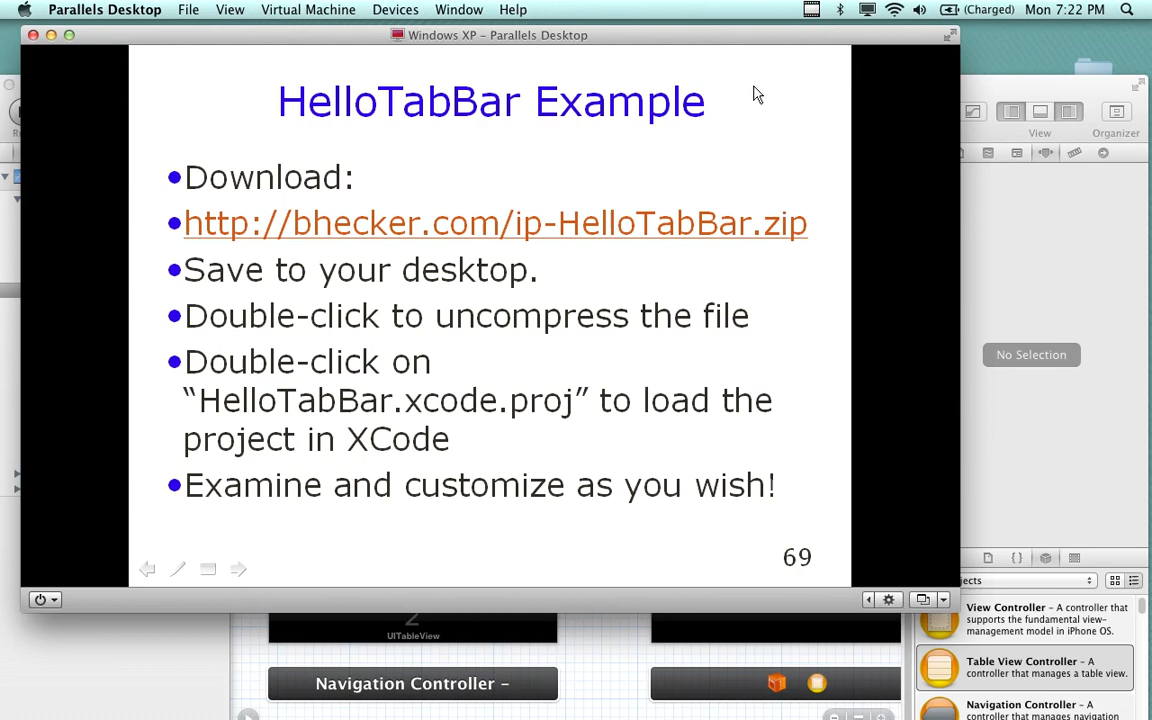 Parallels Desktop File View Virtual Machine Devices Window Help (Charged) Mon 7:22 PM
Windows XP – Parallels Desktop
HelloTabBar Example
•Download:
•http://bhecker.com/ip-HelloTabBar.zip
•Save to your desktop.
•Double-click to uncompress the file
•Double-click on
“HelloTabBar.xcode.proj” to load the
project in XCode
•Examine and customize as you wish!
69
View Organizer
No Selection
jects
View Controller – A controller that
supports the fundamental view-
management model in iPhone OS.
Table View Controller – A
controller that manages a table view.
Navigation Controller – A
controller that manages navigation
2
UITableView
Navigation Controller –